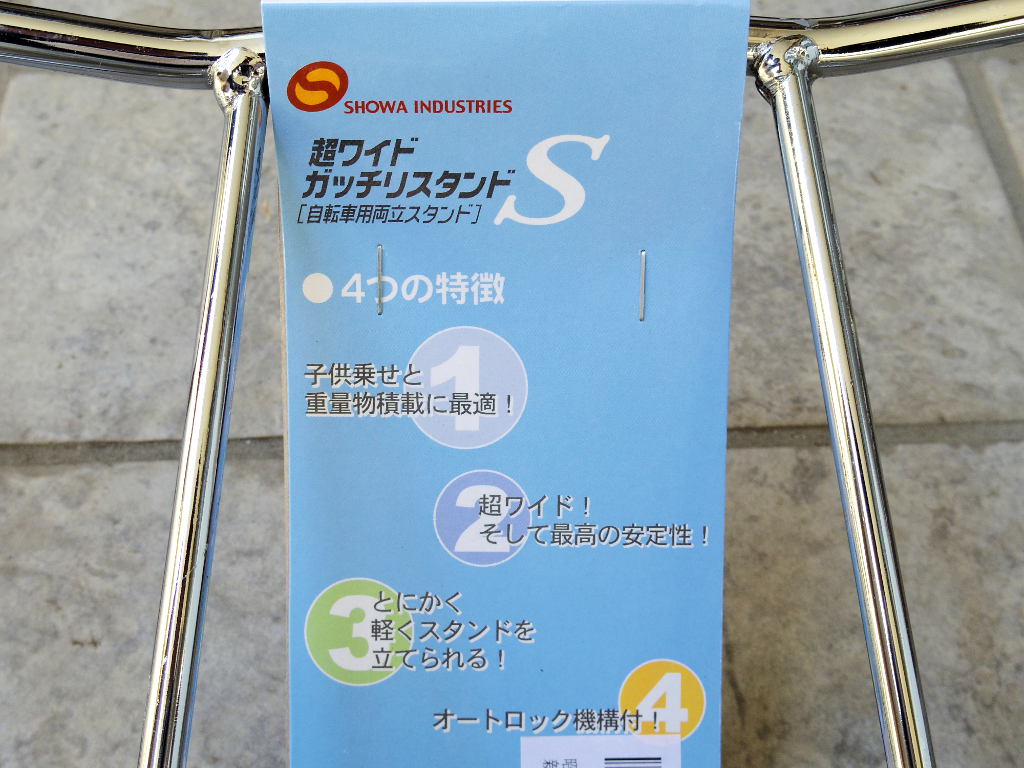 SHOWA INDUSTRIES
超ワイド
ガッチリスタンド S
[自転車用両立スタンド]
●4つの特徴
1
子供乗せと
重量物積載に最適!
2
超ワイド!
そして最高の安定性!
3
とにかく
軽くスタンドを
立てられる!
4
オートロック機構付!